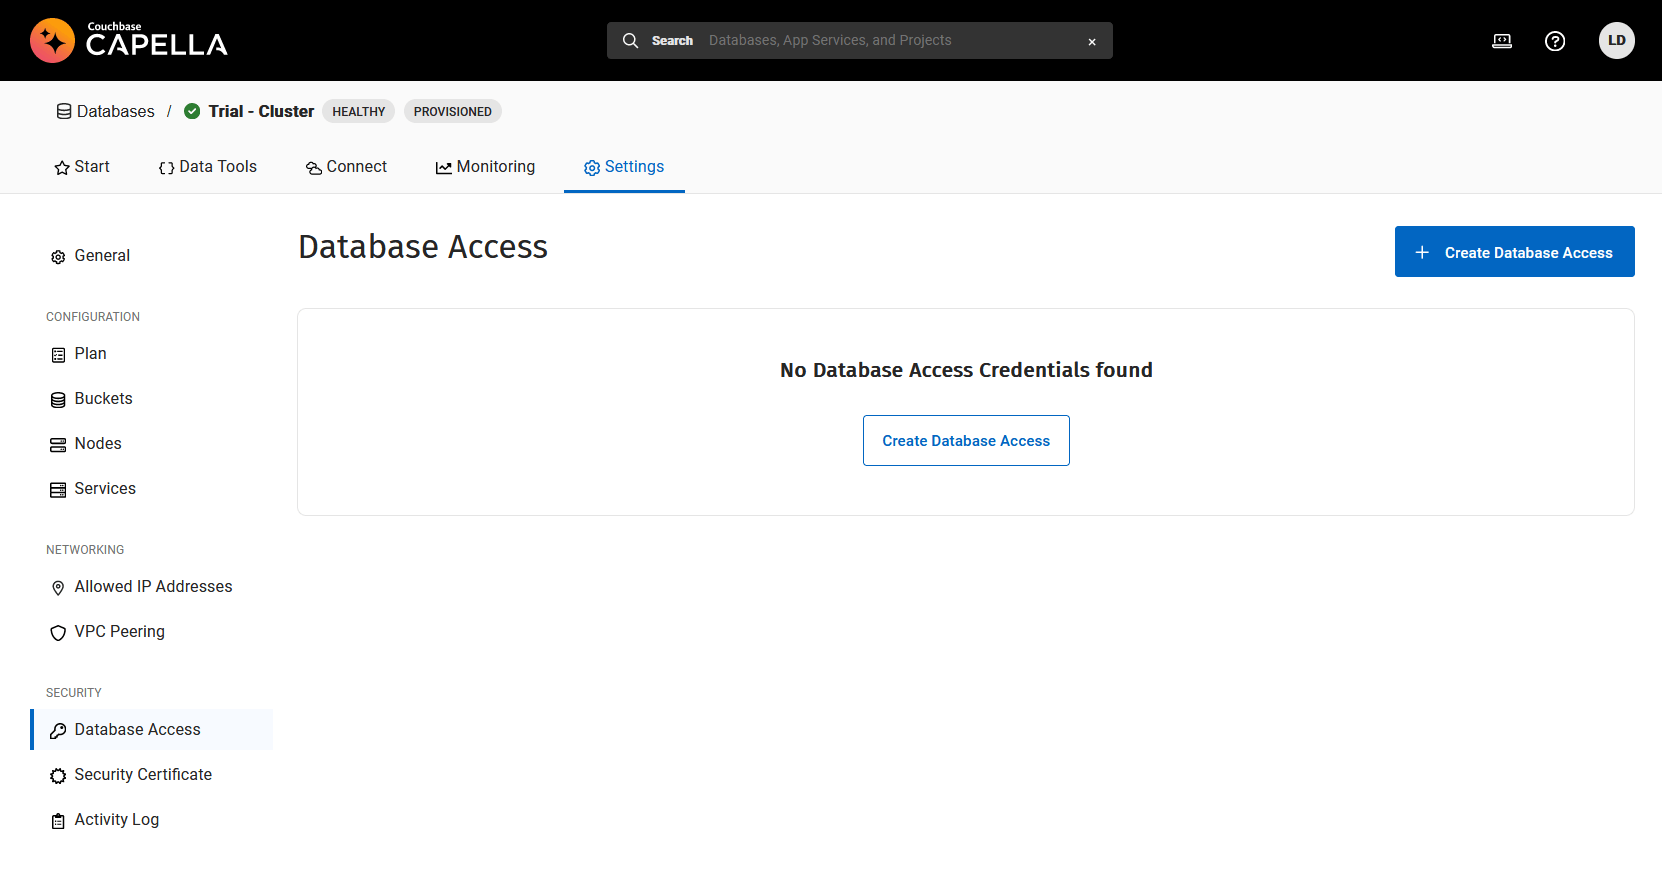 Couchbase
CAPELLA
Search Databases, App Services, and Projects ×
LD
Databases / Trial - Cluster HEALTHY PROVISIONED
Start Data Tools Connect Monitoring Settings
General
CONFIGURATION
Plan
Buckets
Nodes
Services
NETWORKING
Allowed IP Addresses
VPC Peering
SECURITY
Database Access
Security Certificate
Activity Log
Database Access
+ Create Database Access
No Database Access Credentials found
Create Database Access